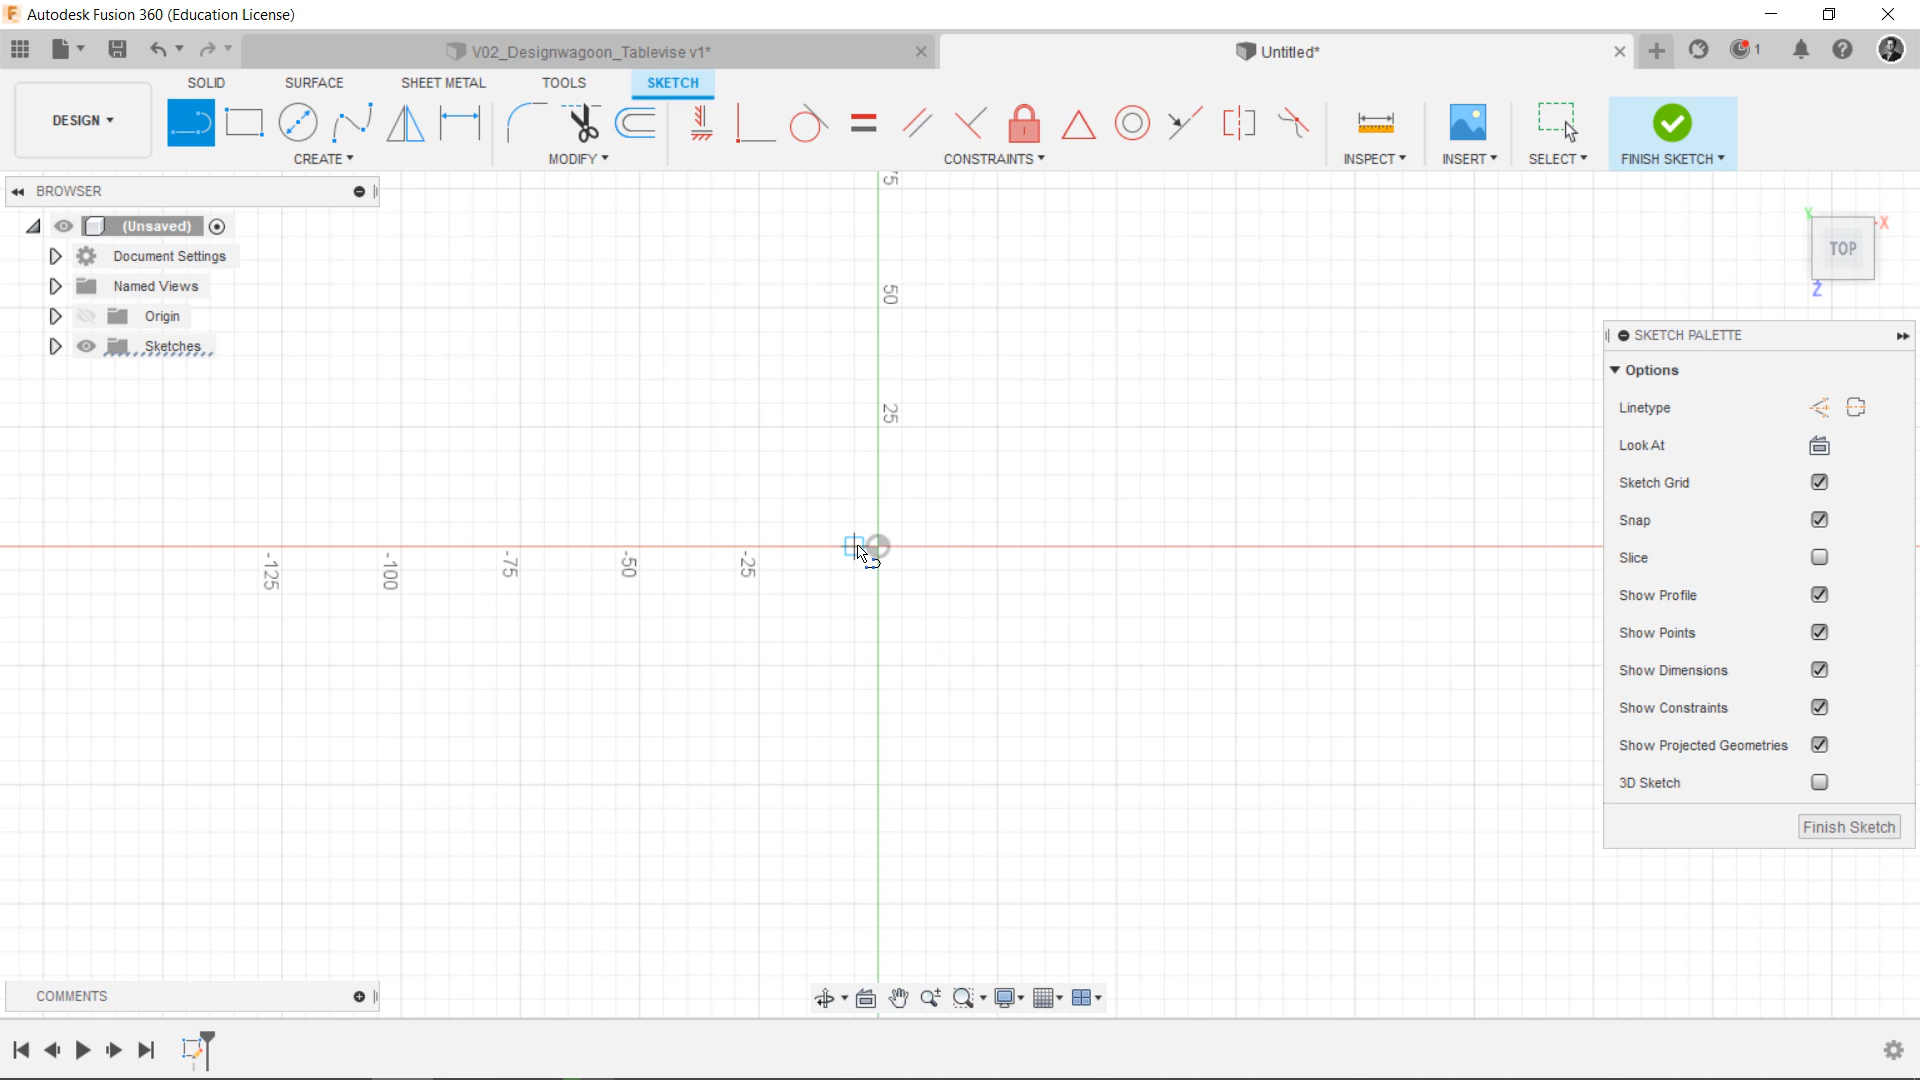 Autodesk Fusion 360 (Education License)
V02_Designwagoon_Tablevise v1*
Untitled*
1
SOLID
SURFACE
SHEET METAL
TOOLS
SKETCH
DESIGN
CREATE
MODIFY
CONSTRAINTS
INSPECT
INSERT
SELECT
FINISH SKETCH
BROWSER
(Unsaved)
Document Settings
Named Views
Origin
Sketches
75
50
25
-125
-100
-75
-50
-25
Y
-X
TOP
Z
SKETCH PALETTE
Options
Linetype
Look At
Sketch Grid
Snap
Slice
Show Profile
Show Points
Show Dimensions
Show Constraints
Show Projected Geometries
3D Sketch
Finish Sketch
COMMENTS